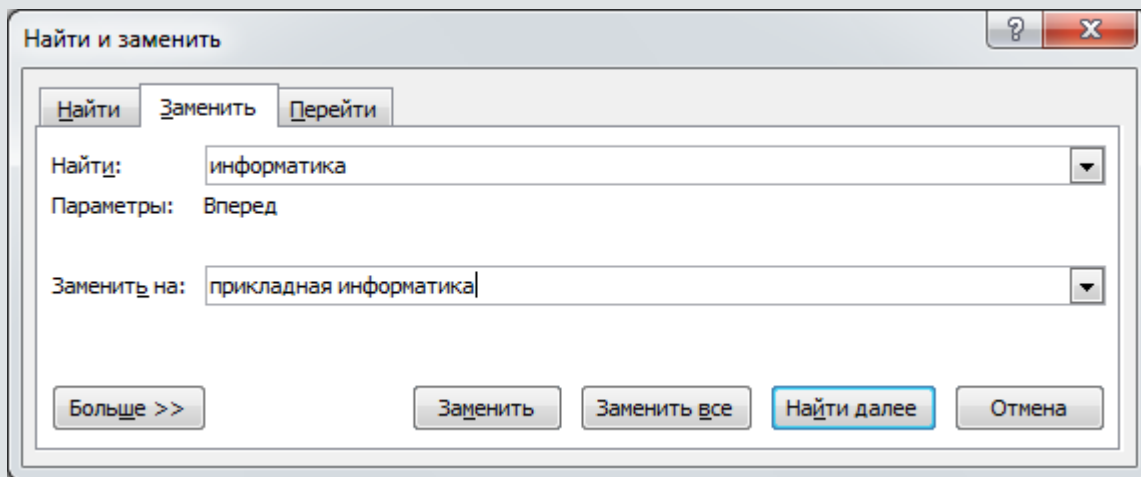 Найти и заменить
Найти Заменить Перейти
Найти: информатика
Параметры: Вперед
Заменить на: прикладная информатика
Больше >> Заменить Заменить все Найти далее Отмена